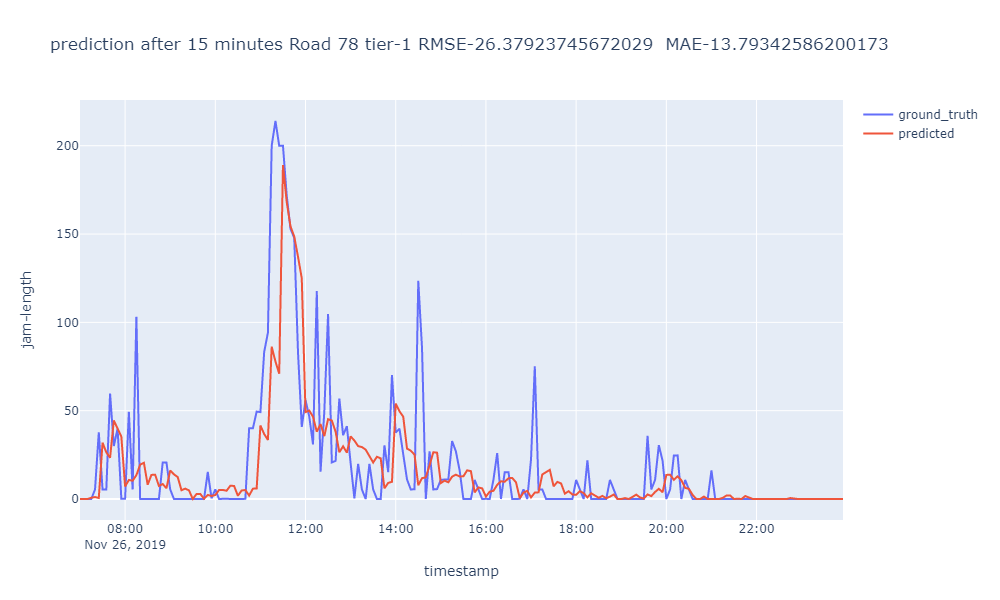 prediction after 15 minutes Road 78 tier-1 RMSE-26.37923745672029  MAE-13.79342586200173
ground_truth
predicted
jam-length
200
150
100
50
0
08:00 10:00 12:00 14:00 16:00 18:00 20:00 22:00
Nov 26, 2019
timestamp